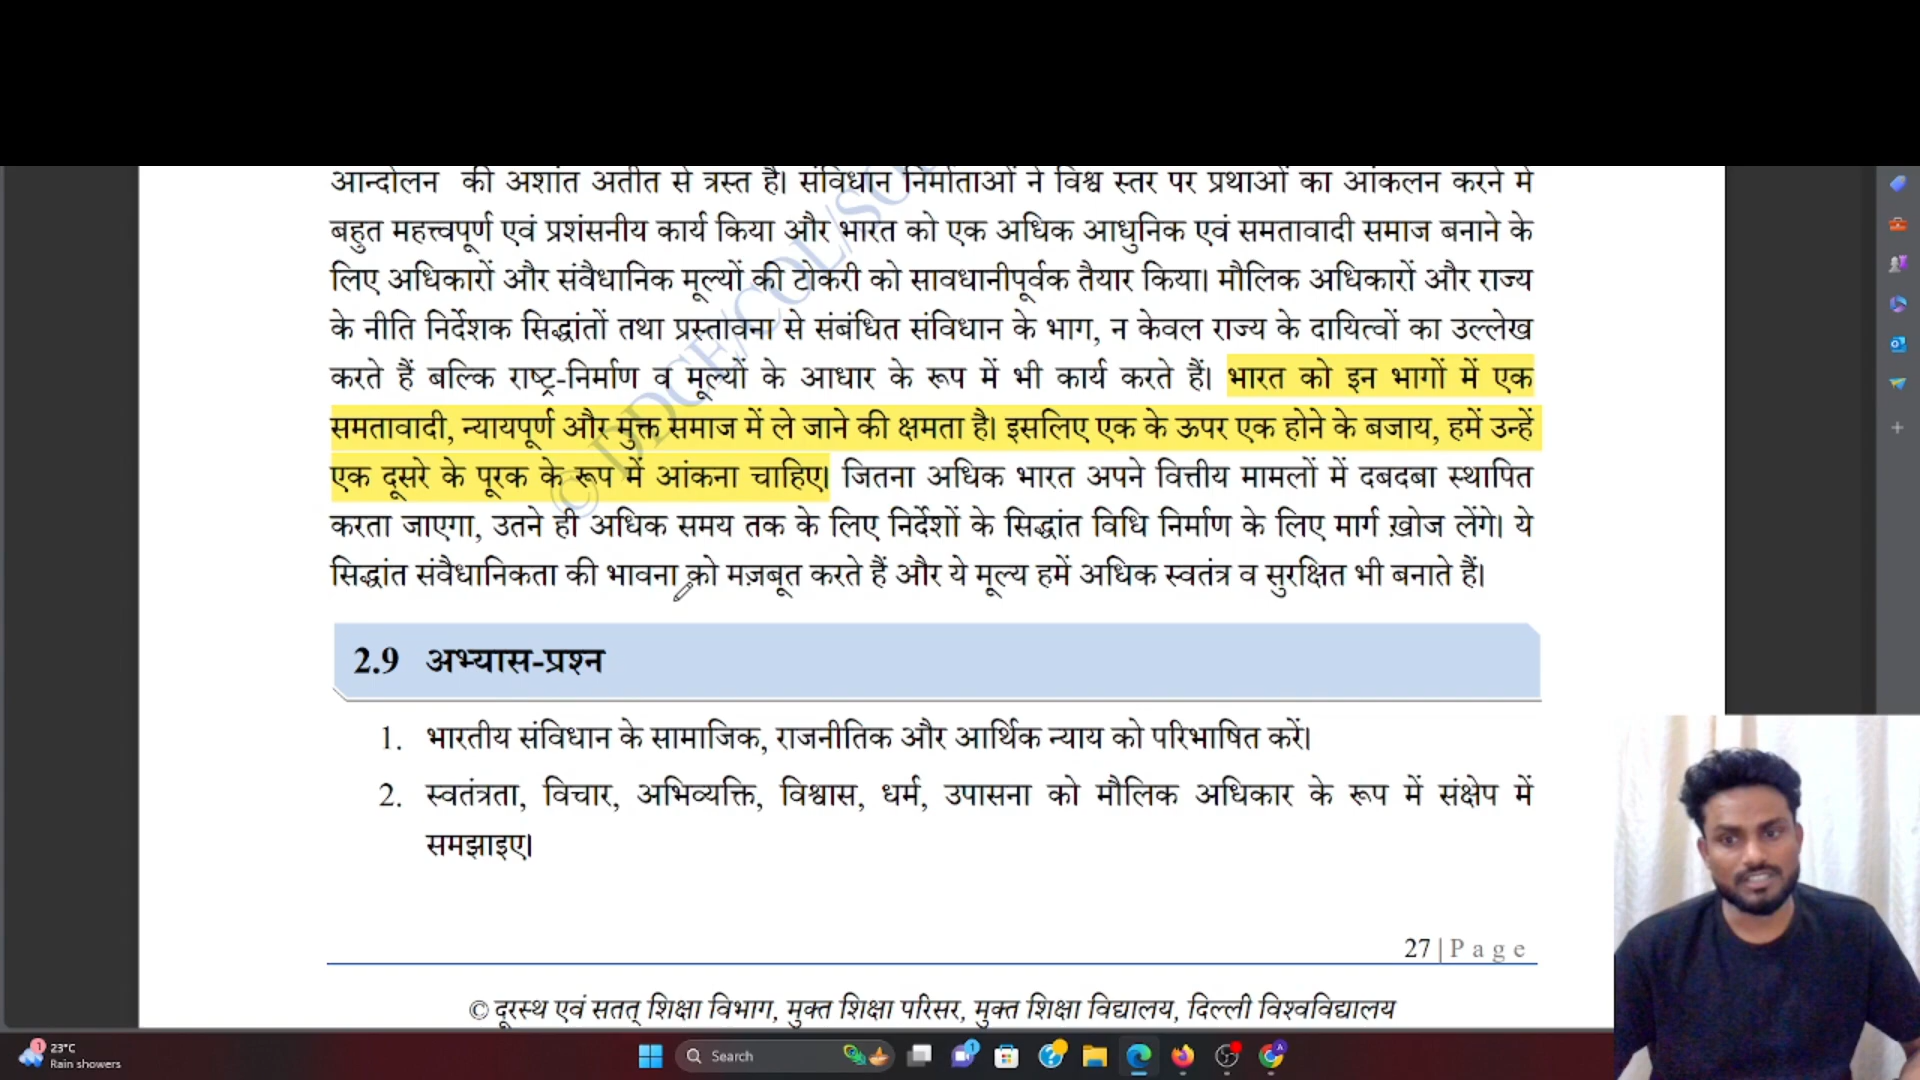 आन्दोलन की अशांत अतीत से त्रस्त है। संविधान निर्माताओं ने विश्व स्तर पर प्रथाओं का आंकलन करने में
बहुत महत्त्वपूर्ण एवं प्रशंसनीय कार्य किया और भारत को एक अधिक आधुनिक एवं समतावादी समाज बनाने के
लिए अधिकारों और संवैधानिक मूल्यों की टोकरी को सावधानीपूर्वक तैयार किया। मौलिक अधिकारों और राज्य
के नीति निर्देशक सिद्धांतों तथा प्रस्तावना से संबंधित संविधान के भाग, न केवल राज्य के दायित्वों का उल्लेख
करते हैं बल्कि राष्ट्र-निर्माण व मूल्यों के आधार के रूप में भी कार्य करते हैं। भारत को इन भागों में एक
समतावादी, न्यायपूर्ण और मुक्त समाज में ले जाने की क्षमता है। इसलिए एक के ऊपर एक होने के बजाय, हमें उन्हें
एक दूसरे के पूरक के रूप में आंकना चाहिए। जितना अधिक भारत अपने वित्तीय मामलों में दबदबा स्थापित
करता जाएगा, उतने ही अधिक समय तक के लिए निर्देशों के सिद्धांत विधि निर्माण के लिए मार्ग ख़ोज लेंगे। ये
सिद्धांत संवैधानिकता की भावना को मज़बूत करते हैं और ये मूल्य हमें अधिक स्वतंत्र व सुरक्षित भी बनाते हैं।
© DDCE/COL/SO
2.9 अभ्यास-प्रश्न
1. भारतीय संविधान के सामाजिक, राजनीतिक और आर्थिक न्याय को परिभाषित करें।
2. स्वतंत्रता, विचार, अभिव्यक्ति, विश्वास, धर्म, उपासना को मौलिक अधिकार के रूप में संक्षेप में
समझाइए।
27 | Page
© दूरस्थ एवं सतत् शिक्षा विभाग, मुक्त शिक्षा परिसर, मुक्त शिक्षा विद्यालय, दिल्ली विश्वविद्यालय
1 23°C
Rain showers
Search
1